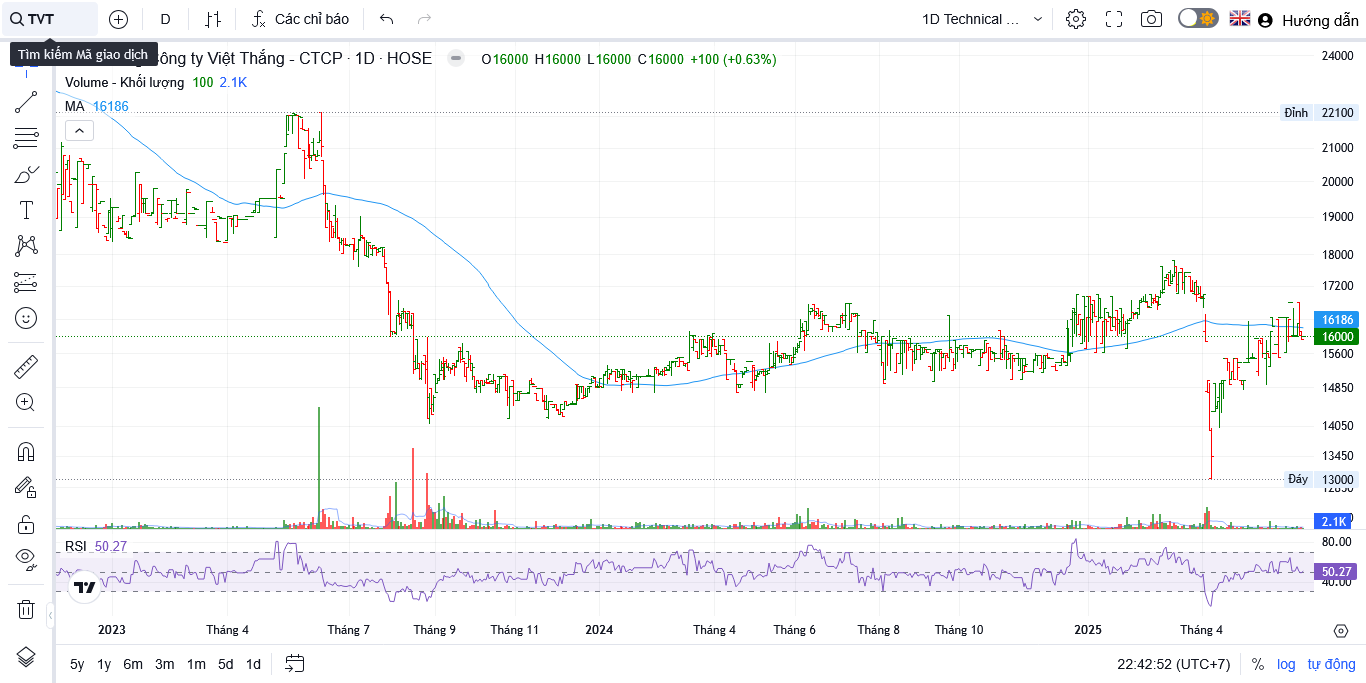 TVT
D
Các chỉ báo
1D Technical ...
Hướng dẫn
Tìm kiếm Mã giao dịch
ông ty Việt Thắng - CTCP · 1D · HOSE
O16000 H16000 L16000 C16000 +100 (+0.63%)
Volume - Khối lượng 100 2.1K
MA 16186
24000
Đỉnh 22100
21000
20000
19000
18000
17200
16186
16000
15600
14850
14050
13450
Đáy 13000
2.1K
RSI 50.27
80.00
50.27
40.00
2023
Tháng 4
Tháng 7
Tháng 9
Tháng 11
2024
Tháng 4
Tháng 6
Tháng 8
Tháng 10
2025
Tháng 4
5y 1y 6m 3m 1m 5d 1d
22:42:52 (UTC+7)
% log tự động